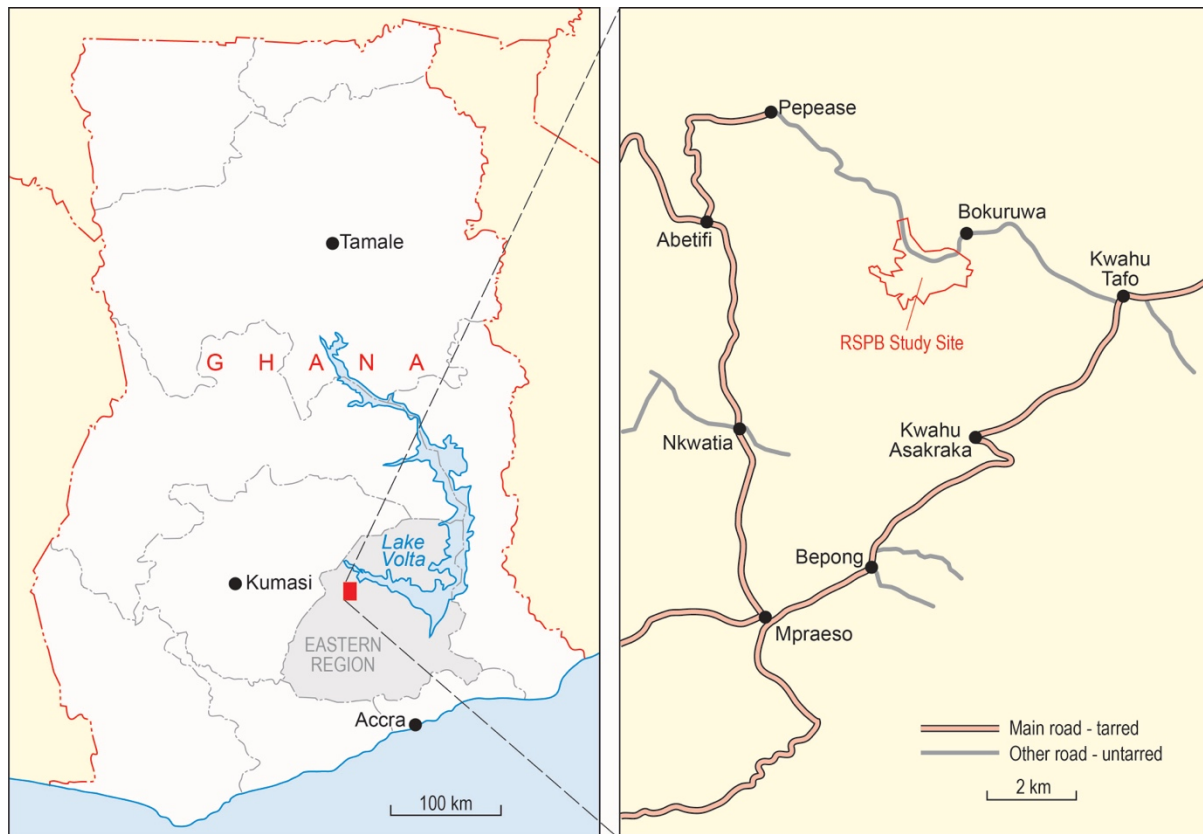 Tamale
G H A N A
Kumasi
Lake
Volta
EASTERN
REGION
Accra
100 km
Pepease
Abetifi
Bokuruwa
Kwahu
Tafo
RSPB Study Site
Nkwatia
Kwahu
Asakraka
Bepong
Mpraeso
Main road - tarred
Other road - untarred
2 km